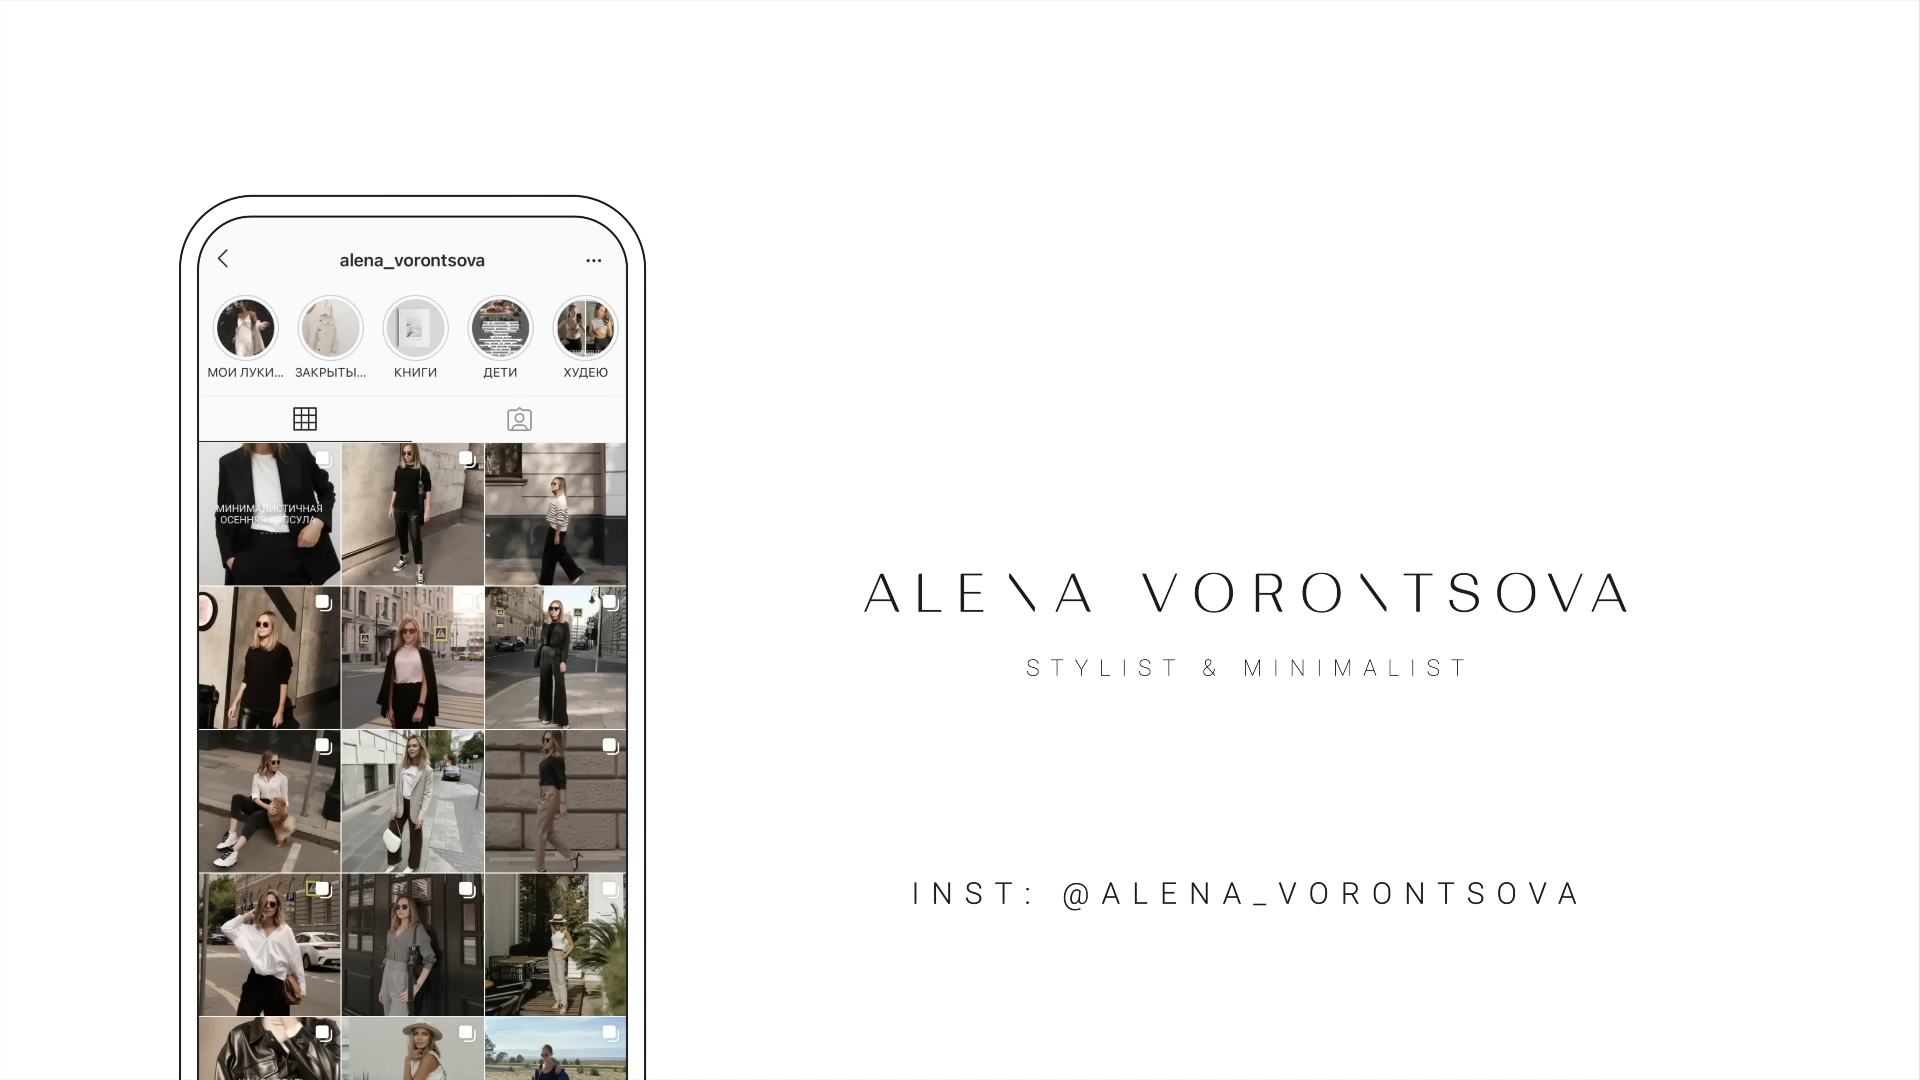 alena_vorontsova
МОИ ЛУКИ...
ЗАКРЫТЫ...
КНИГИ
ДЕТИ
ХУДЕЮ
МИНИМАЛИСТИЧНАЯ
ОСЕННЯЯ КАПСУЛА
ALENA VORONTSOVA
STYLIST & MINIMALIST
INST: @ALENA_VORONTSOVA